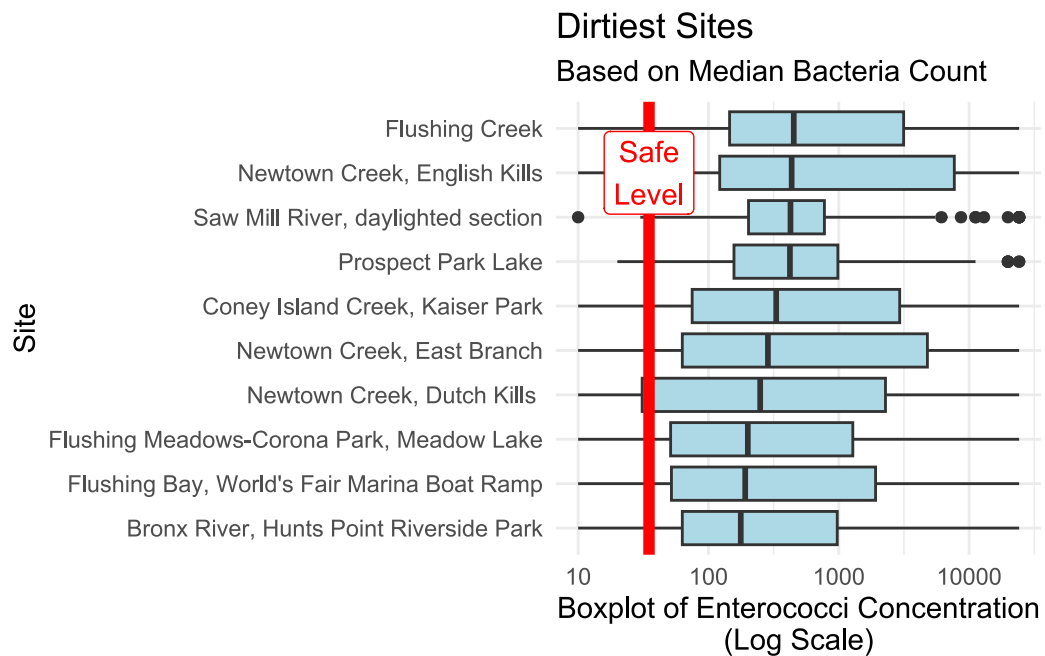 Dirtiest Sites
Based on Median Bacteria Count
Site
Flushing Creek
Newtown Creek, English Kills
Saw Mill River, daylighted section
Prospect Park Lake
Coney Island Creek, Kaiser Park
Newtown Creek, East Branch
Newtown Creek, Dutch Kills
Flushing Meadows-Corona Park, Meadow Lake
Flushing Bay, World's Fair Marina Boat Ramp
Bronx River, Hunts Point Riverside Park
Safe
Level
10 100 1000 10000
Boxplot of Enterococci Concentration
(Log Scale)